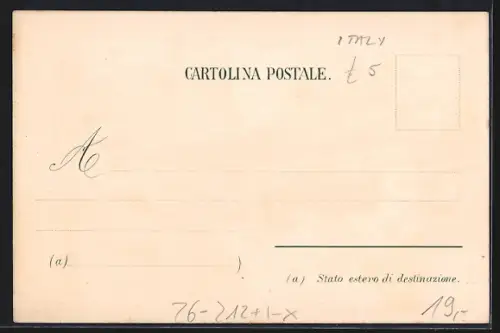 ITALY
CARTOLINA POSTALE.
£ 5
A
(a) )
(a) Stato estero di destinazione.
76-212+1-X
19,-